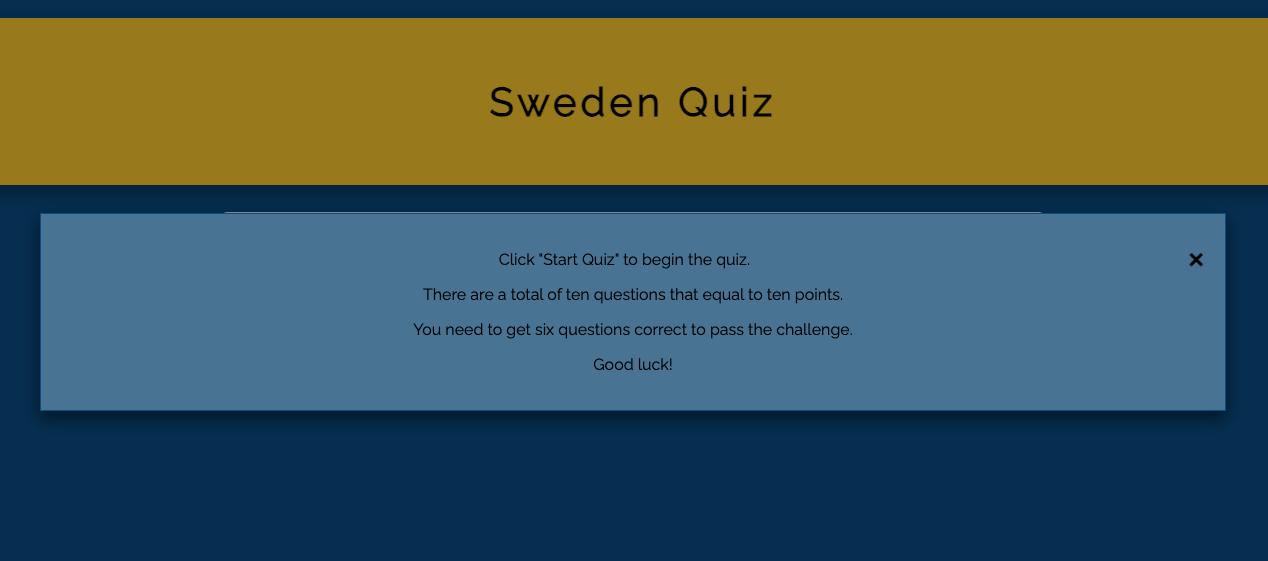 Sweden Quiz
Click "Start Quiz" to begin the quiz.
×
There are a total of ten questions that equal to ten points.
You need to get six questions correct to pass the challenge.
Good luck!